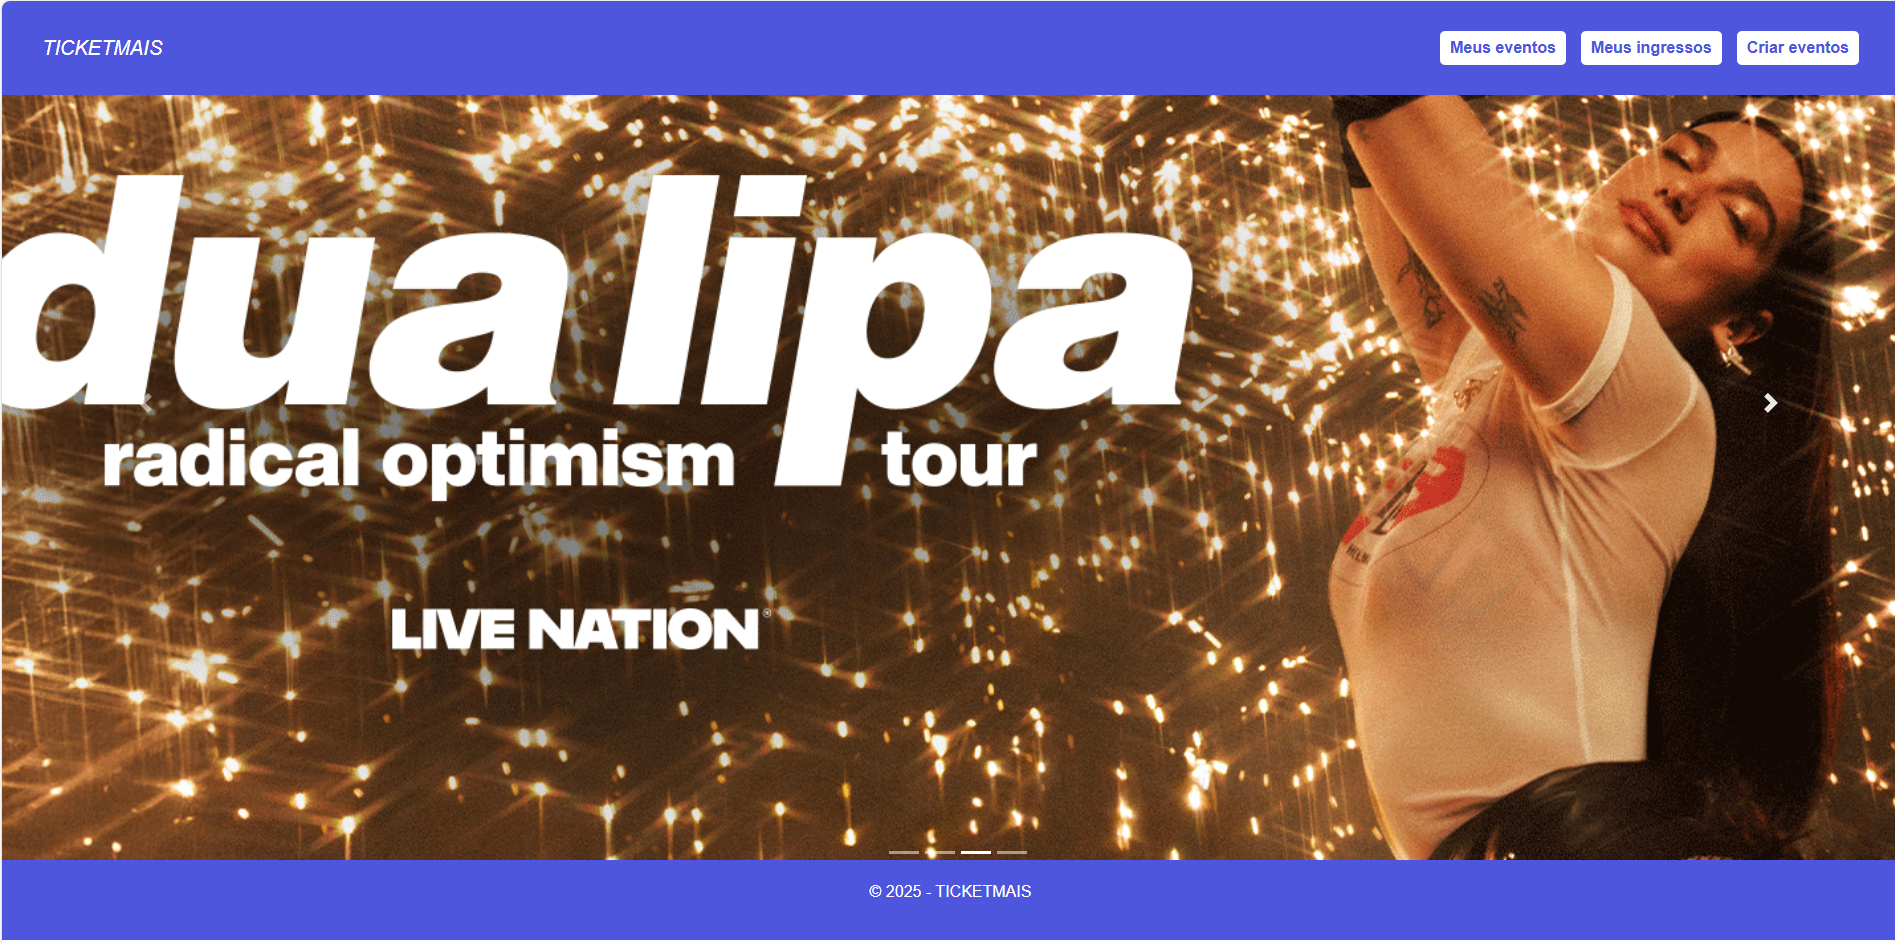 TICKETMAIS
Meus eventos
Meus ingressos
Criar eventos
dua lipa
radical optimism tour
LIVE NATION®
© 2025 - TICKETMAIS